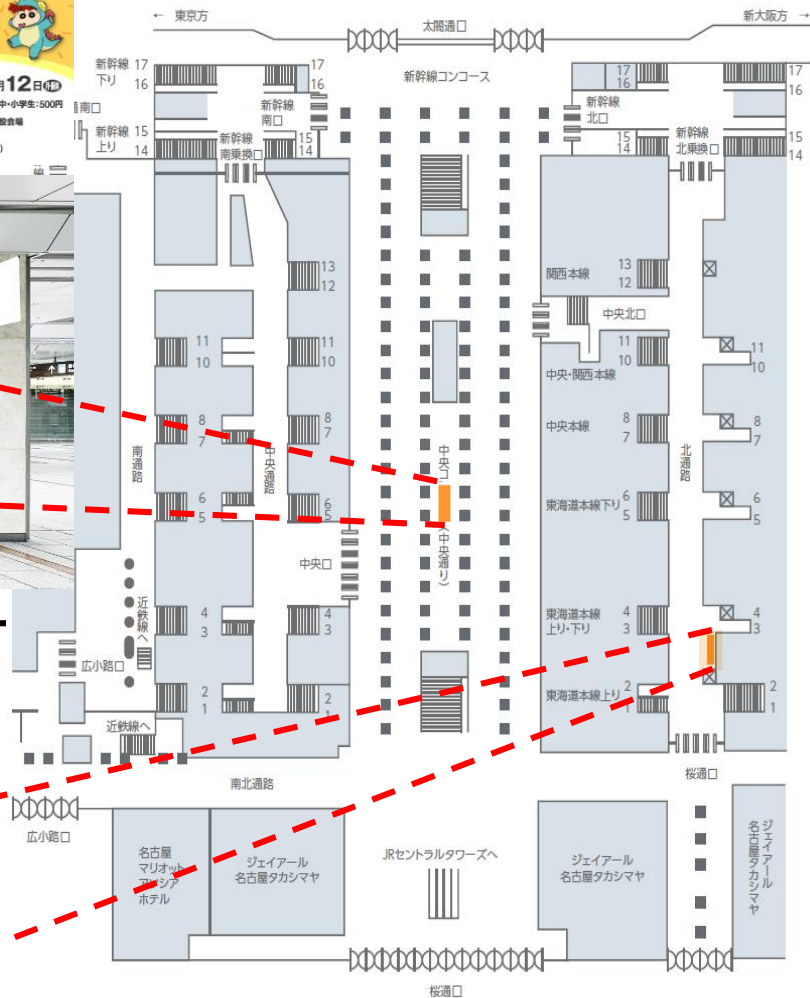 月12日
中・小学生:500円
設会場
← 東京方
太閤通口
新大阪方 →
新幹線コンコース
新幹線 17
下り 16
17
16
新幹線
南口
通南口
新幹線 15
上り 14
新幹線
南乗換口
15
14
17
16
新幹線
北口
17
16
15
14
新幹線
北乗換口
15
14
13
12
関西本線
13
12
中央北口
11
10
11
10
中央・関西本線
11
10
11
10
8
7
8
7
中央本線
8
7
8
7
南通路
中央通路
中央コ
(中央通り)
北通路
6
5
6
5
東海道本線下り
6
5
6
5
中央口
近鉄線へ
4
3
4
3
東海道本線
上り・下り
4
3
4
3
広小路口
2
1
2
1
東海道本線上り
2
1
2
1
近鉄線へ
南北通路
桜通口
広小路口
名古屋
マリオット
アソシア
ホテル
ジェイアール
名古屋タカシマヤ
JRセントラルタワーズへ
ジェイアール
名古屋タカシマヤ
ジェイアール
名古屋タカシマヤ
桜通口